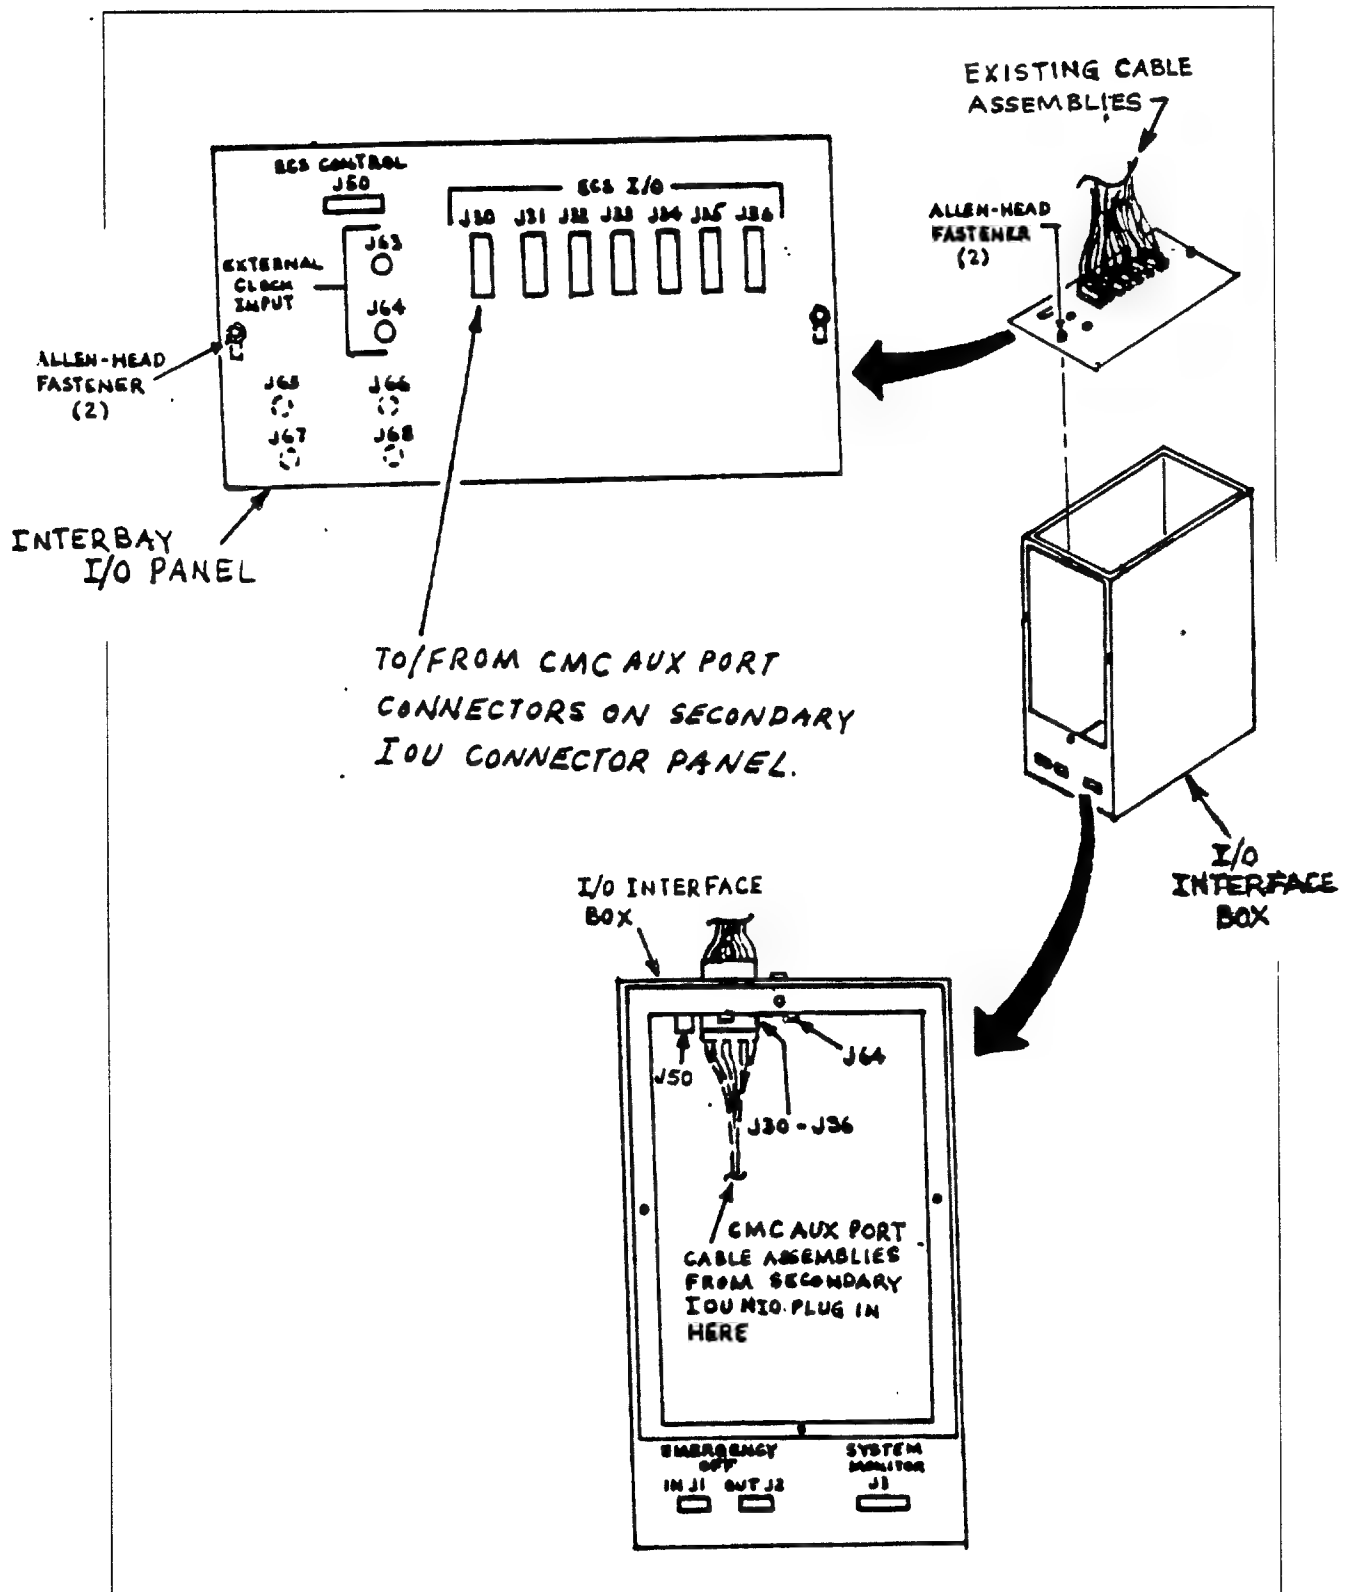 EXISTING CABLE
ASSEMBLIES
ECS CONTROL
J50
ECS I/O
J30 J31 J32 J33 J34 J35 J36
J63
EXTERNAL
CLOCK
INPUT
J64
ALLEN-HEAD
FASTENER
(2)
J65 J66
J67 J68
ALLEN-HEAD
FASTENER
(2)
INTERBAY
I/O PANEL
TO/FROM CMC AUX PORT
CONNECTORS ON SECONDARY
IOU CONNECTOR PANEL.
I/O
INTERFACE
BOX
I/O INTERFACE
BOX
J50
J64
J30 - J36
CMC AUX PORT
CABLE ASSEMBLIES
FROM SECONDARY
IOU NIO. PLUG IN
HERE
EMERGENCY
OFF
IN J1 OUT J2
SYSTEM
MONITOR
J3